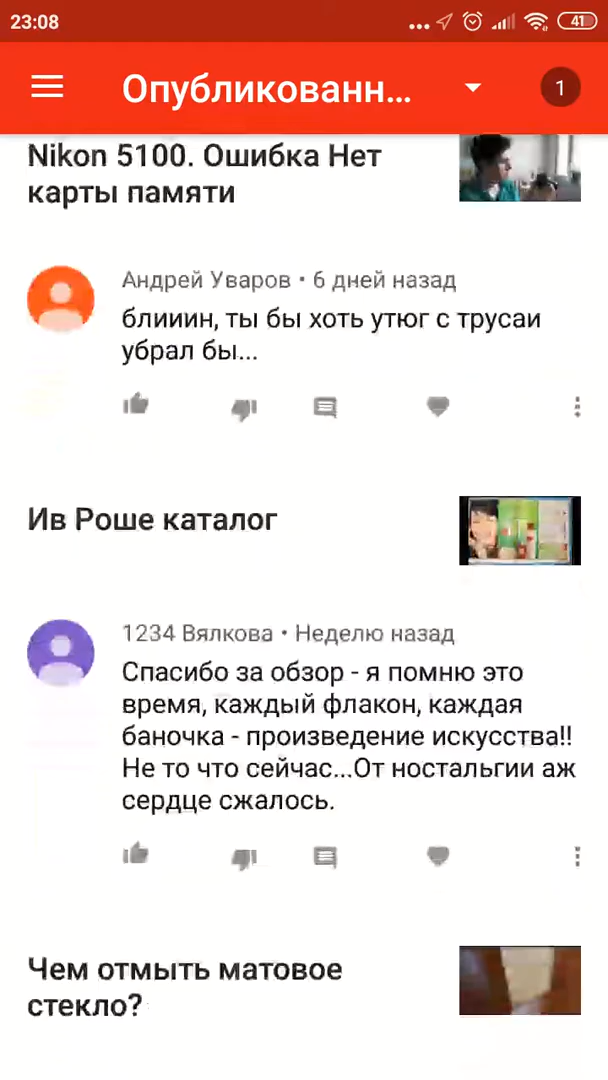 23:08
41
Опубликованн...
1
Nikon 5100. Ошибка Нет
карты памяти
Андрей Уваров • 6 дней назад
блииин, ты бы хоть утюг с трусаи
убрал бы...
Ив Роше каталог
1234 Вялкова • Неделю назад
Спасибо за обзор - я помню это
время, каждый флакон, каждая
баночка - произведение искусства!!
Не то что сейчас...От ностальгии аж
сердце сжалось.
Чем отмыть матовое
стекло?